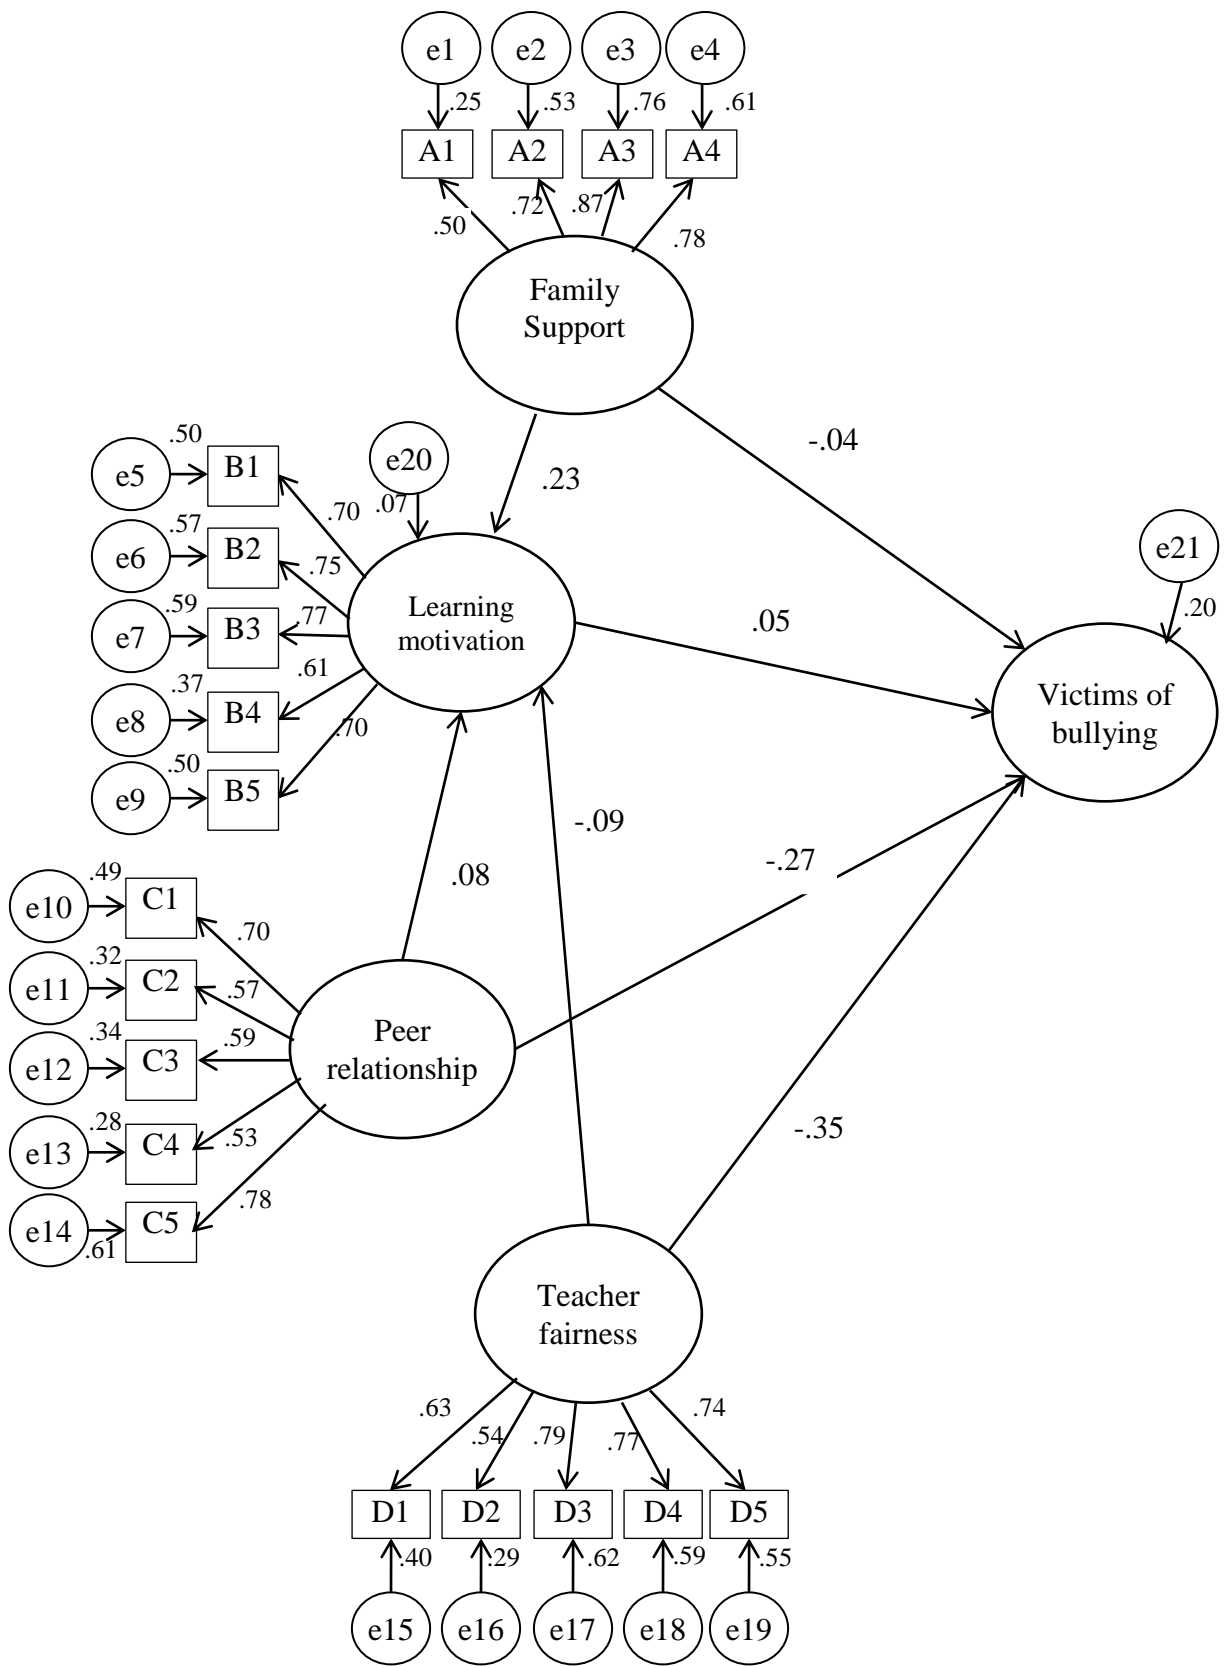 e1 e2 e3 e4
.25 .53 .76 .61
A1 A2 A3 A4
.50 .72 .87 .78
Family
Support
-.04
.23
e20
.07
e5 .50 B1 .70
e6 .57 B2 .75
e7 .59 B3 .77
e8 .37 B4 .61
e9 .50 B5 .70
Learning
motivation
.05
e21
.20
Victims of
bullying
-.09
-.27
.08
e10 .49 C1 .70
e11 .32 C2 .57
e12 .34 C3 .59
e13 .28 C4 .53
e14 .61 C5 .78
Peer
relationship
-.35
Teacher
fairness
.63 .54 .79 .77 .74
D1 D2 D3 D4 D5
.40 .29 .62 .59 .55
e15 e16 e17 e18 e19